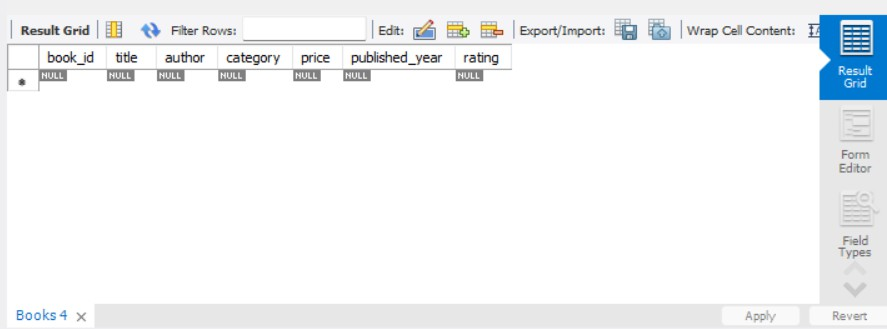 Result Grid Filter Rows: Edit: Export/Import: Wrap Cell Content:
book_id title author category price published_year rating
NULL NULL NULL NULL NULL NULL NULL
Result
Grid
Form
Editor
Field
Types
Books 4 Apply Revert